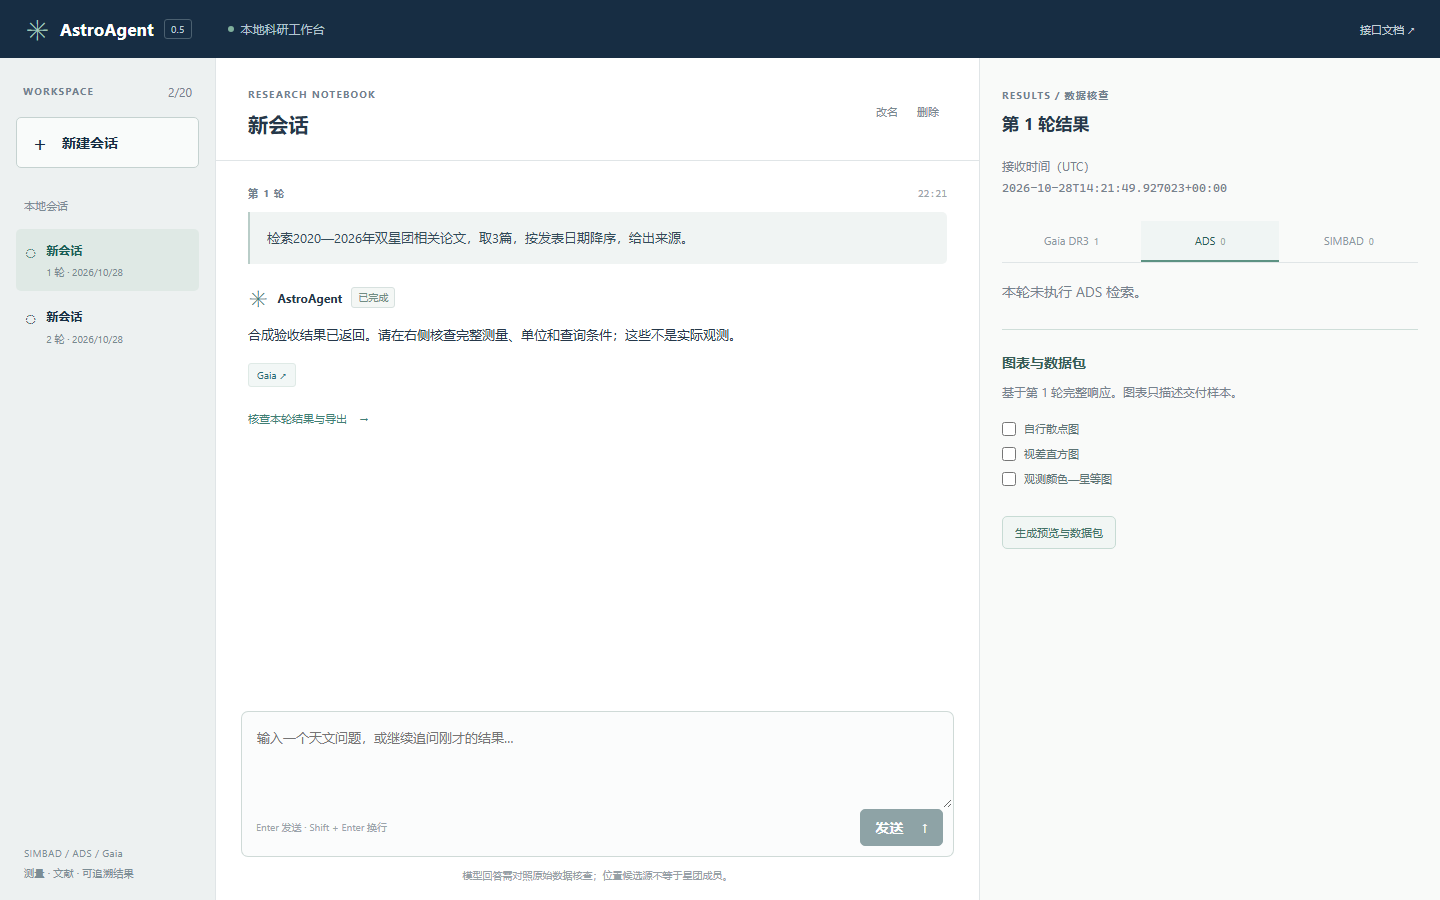 AstroAgent 0.5
本地科研工作台
接口文档 ↗
WORKSPACE 2/20
+ 新建会话
本地会话
新会话
1 轮 · 2026/10/28
新会话
2 轮 · 2026/10/28
SIMBAD / ADS / Gaia
测量 · 文献 · 可追溯结果
RESEARCH NOTEBOOK
新会话
改名 删除
第 1 轮 22:21
检索2020—2026年双星团相关论文，取3篇，按发表日期降序，给出来源。
AstroAgent 已完成
合成验收结果已返回。请在右侧核查完整测量、单位和查询条件；这些不是实际观测。
Gaia ↗
核查本轮结果与导出 →
输入一个天文问题，或继续追问刚才的结果...
Enter 发送 · Shift + Enter 换行
发送 ↑
模型回答需对照原始数据核查；位置候选源不等于星团成员。
RESULTS / 数据核查
第 1 轮结果
接收时间（UTC）
2026-10-28T14:21:49.927023+00:00
Gaia DR3 1 ADS 0 SIMBAD 0
本轮未执行 ADS 检索。
图表与数据包
基于第 1 轮完整响应。图表只描述交付样本。
自行散点图
视差直方图
观测颜色—星等图
生成预览与数据包